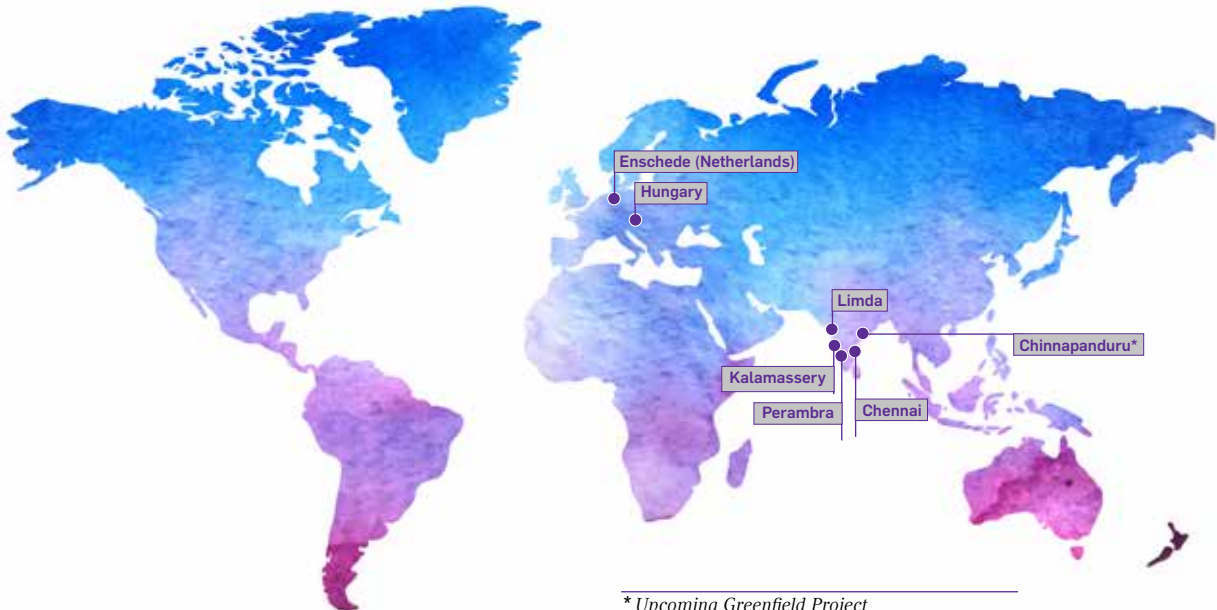 Enschede (Netherlands)
Hungary
Limda
Chinnapanduru*
Kalamassery
Perambra
Chennai
* Upcoming Greenfield Project